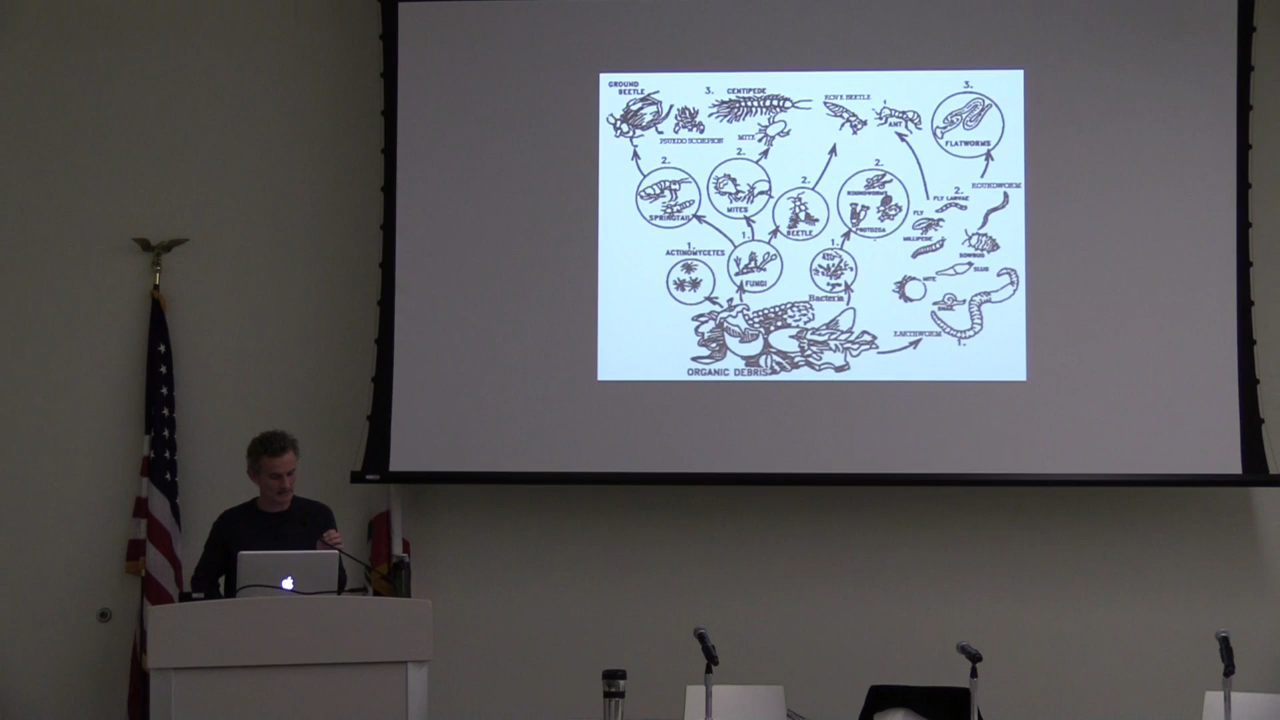 GROUND
BEETLE
3.
CENTIPEDE
PSUEDO SCORPION
MITE
ROVE BEETLE
ANT
3.
FLATWORMS
2.
SPRINGTAIL
2.
MITES
2.
BEETLE
2.
ROUNDWORMS
PROTOZOA
2.
ROUNDWORM
FLY LARVAE
FLY
MILLIPEDE
SOWBUG
1.
ACTINOMYCETES
1.
FUNGI
1.
Bacteria
MITE
SLUG
SNAIL
EARTHWORM
1.
ORGANIC DEBRIS